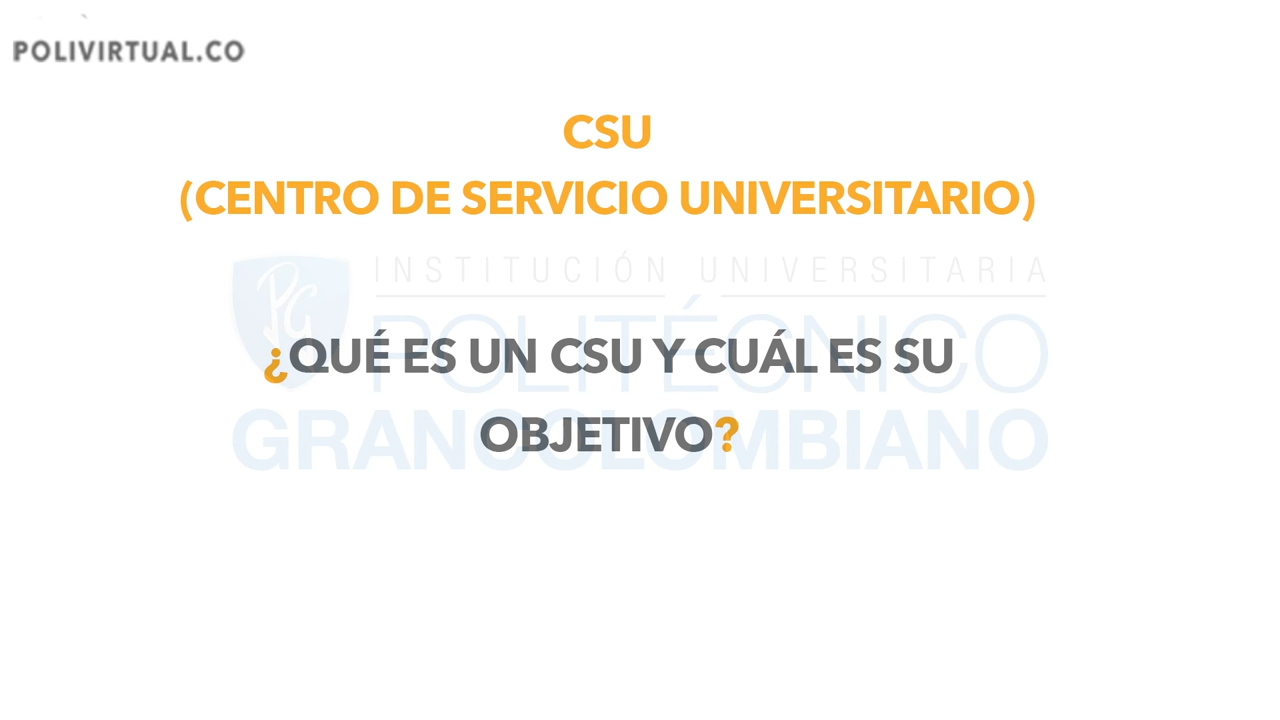 POLIVIRTUAL.CO
CSU
(CENTRO DE SERVICIO UNIVERSITARIO)
INSTITUCIÓN UNIVERSITARIA
PG
POLITÉCNICO
¿QUÉ ES UN CSU Y CUÁL ES SU
GRANCOLOMBIANO
OBJETIVO?